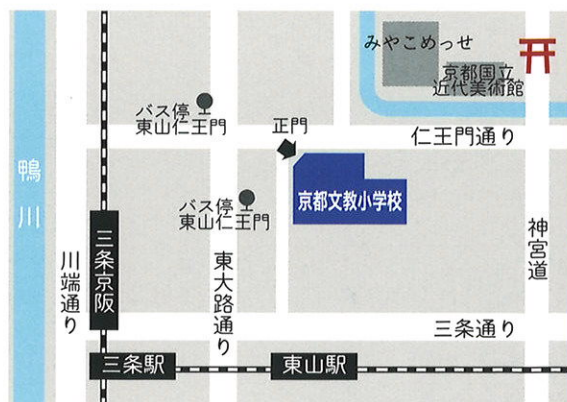 みやこめっせ
京都国立
近代美術館
バス停
東山仁王門
正門
仁王門通り
鴨川
バス停
東山仁王門
京都文教小学校
神宮道
三条京阪
川端通り
東大路通り
三条通り
三条駅
東山駅